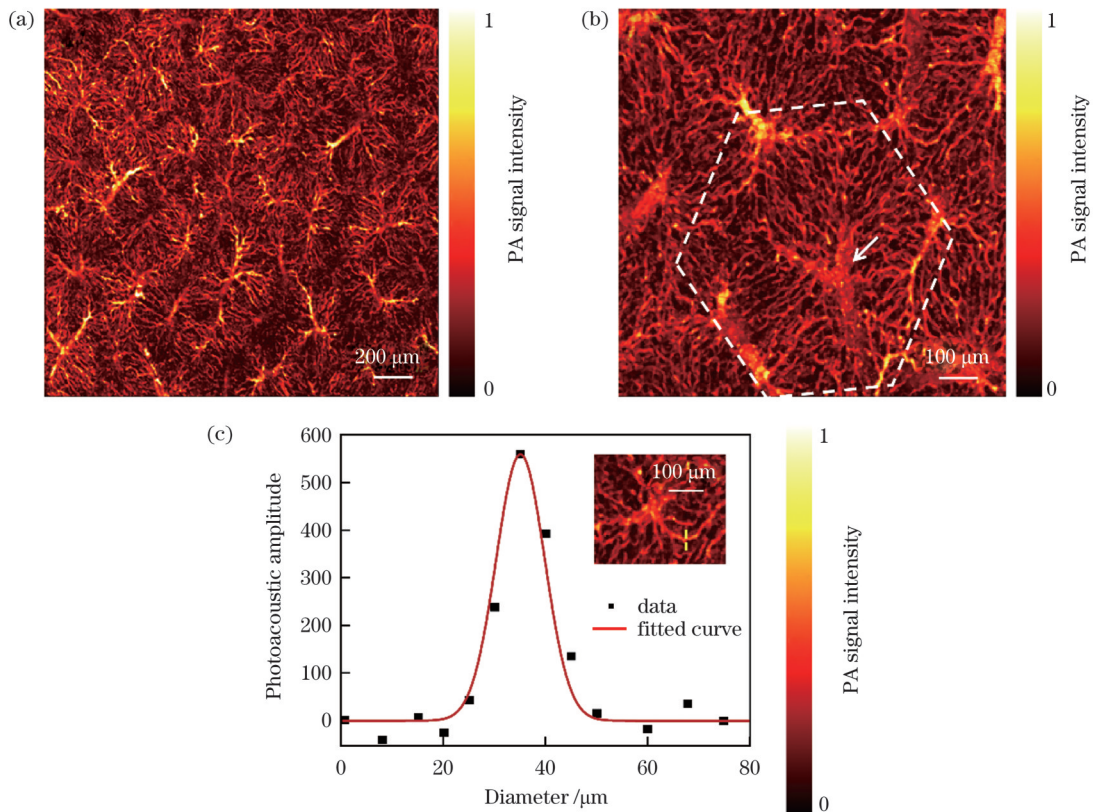 (a)
1
PA signal intensity
0
200 μm
(b)
1
PA signal intensity
0
100 μm
(c)
600
500
400
300
200
100
0
Photoacoustic amplitude
0 20 40 60 80
Diameter /μm
100 μm
data
fitted curve
1
PA signal intensity
0